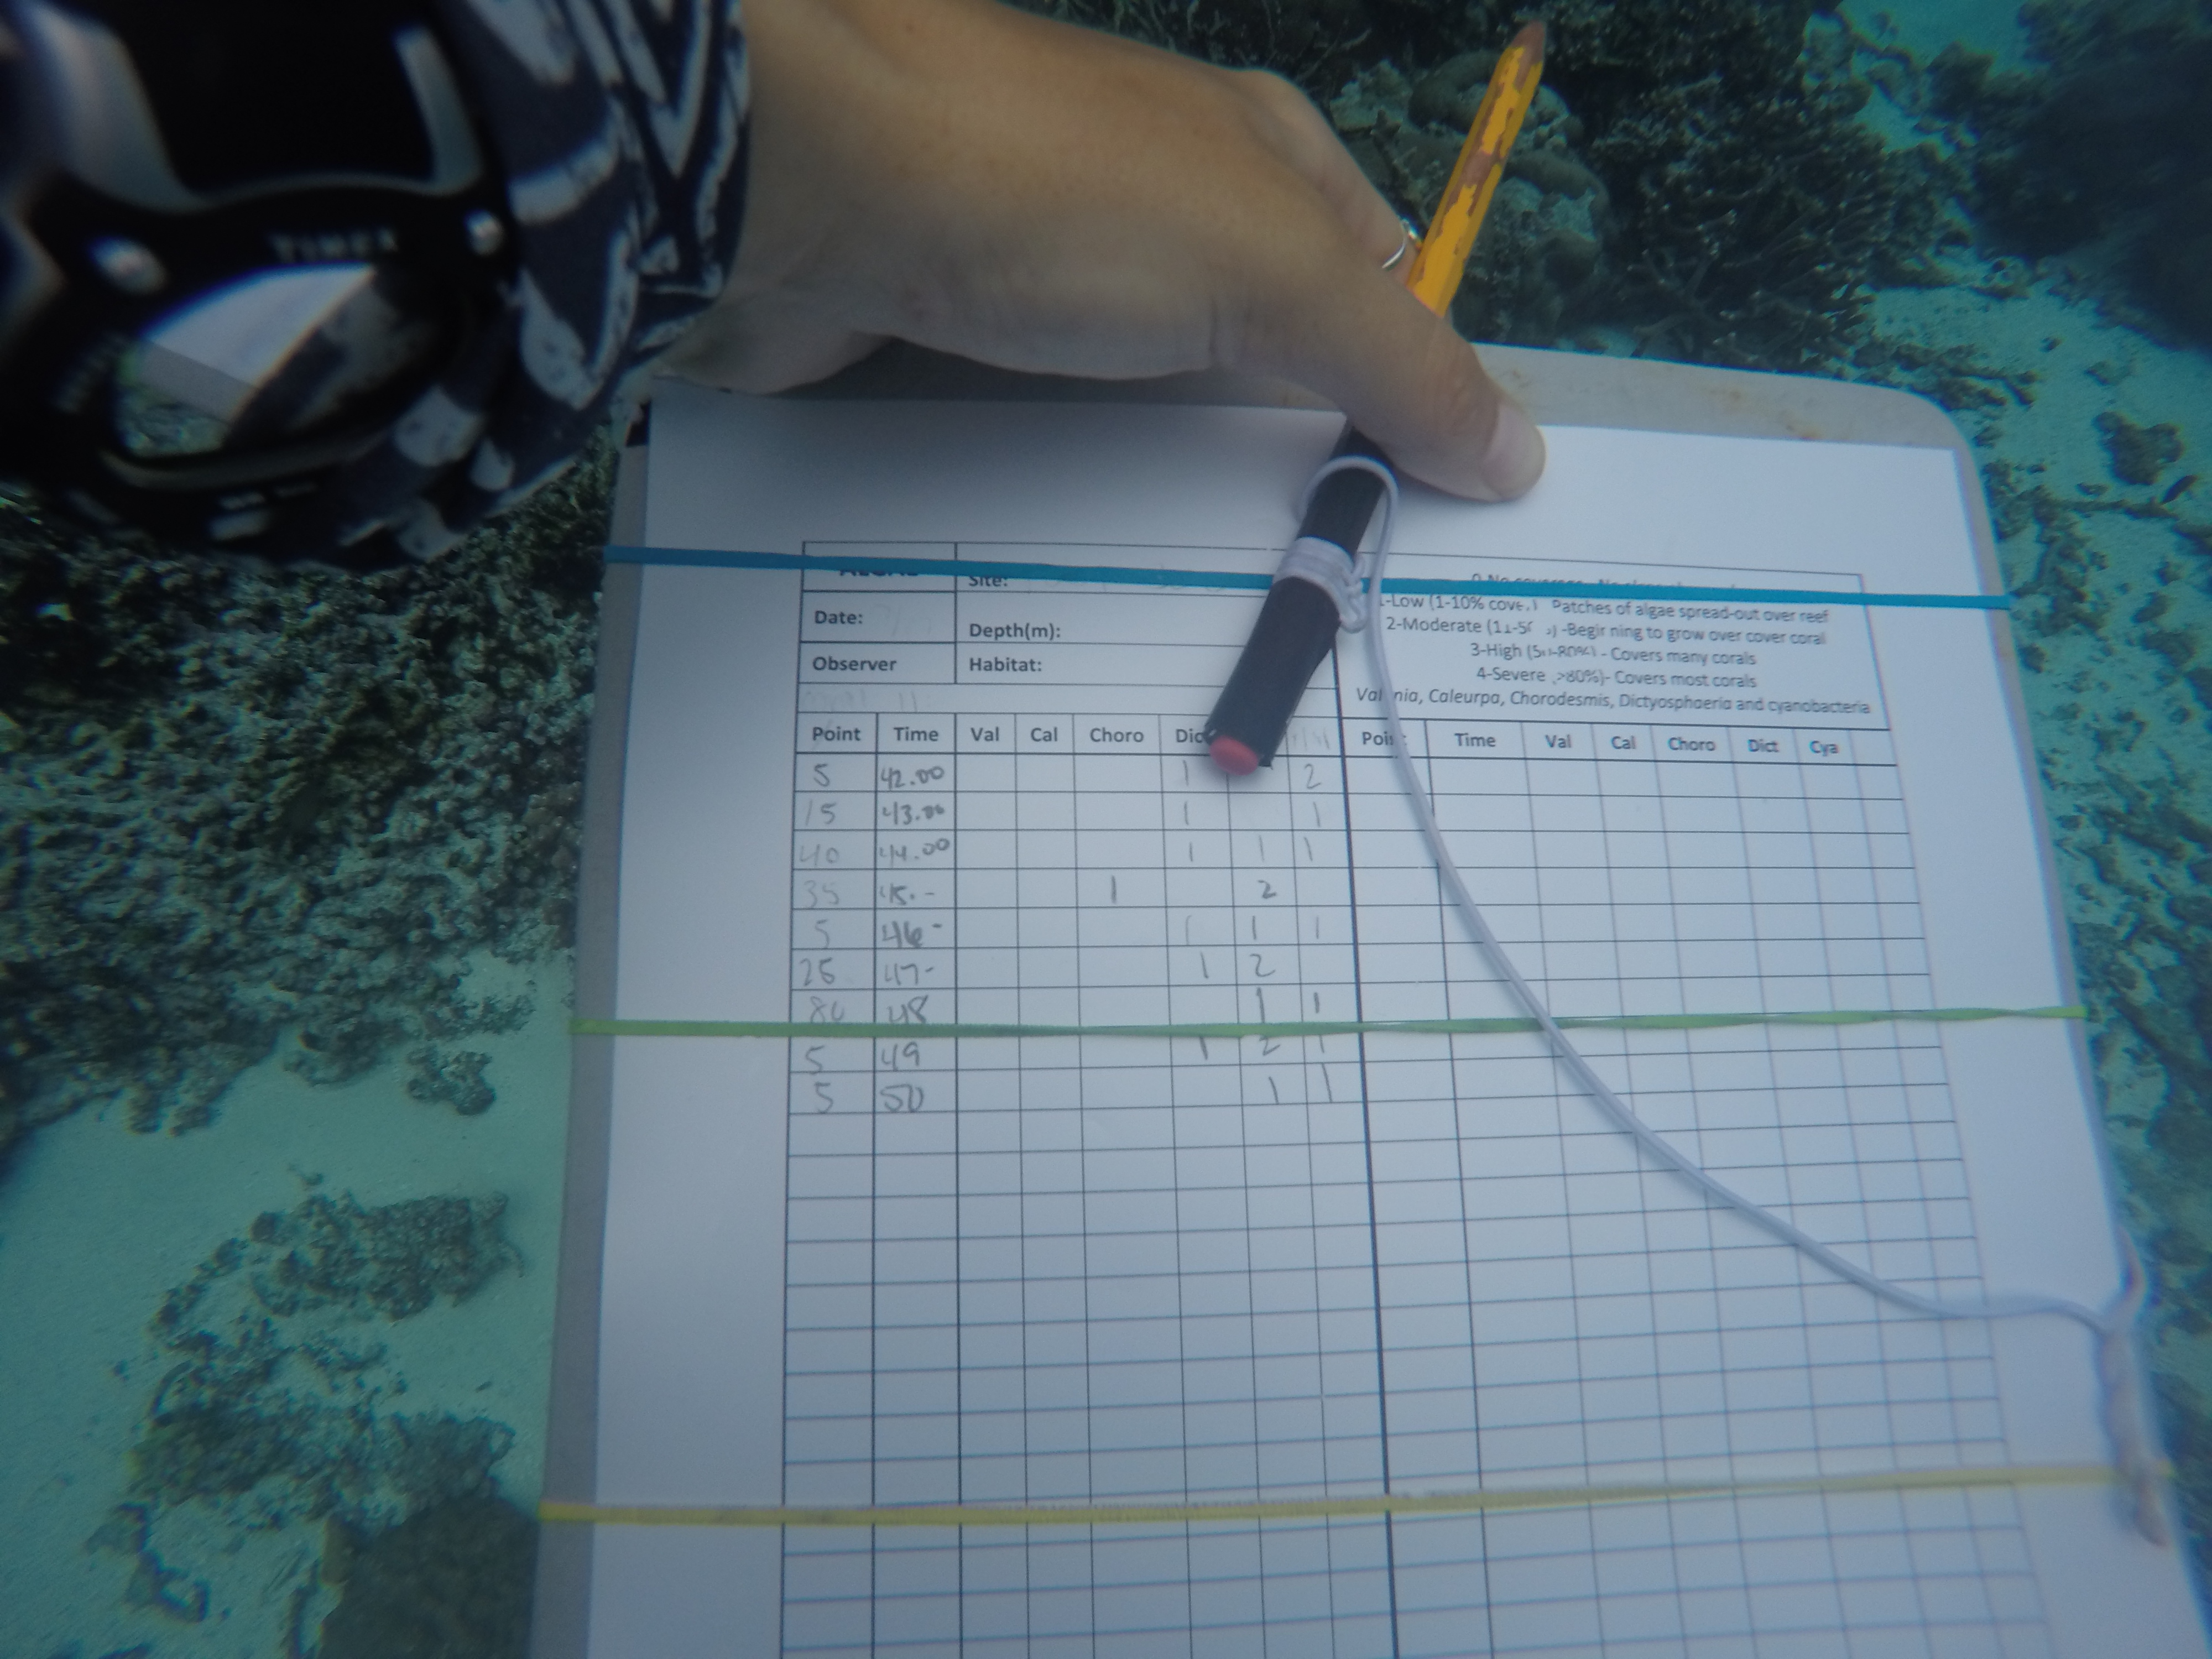 TIMEX
Site:
Date:
Depth(m):
Observer
Habitat:
-Low (1-10% cove Patches of algae spread-out over reef
2-Moderate ning to grow over cover coral
3-High - Covers many corals
4-Severe >80%)- Covers most corals
Caleurpa, Chorodesmis, Dictyosphaeria and cyanobacteria
Point Time Val Cal Choro Dic Time Val Cal Choro Dict Cya
5 42.00 1 2
15 43.00 1 1
40 44.00 1 1 1
35 45.- 1 2
5 46- 1 1 1
25 47- 1 2
80 48 1 1
5 49 1 2 1
5 50 1 1